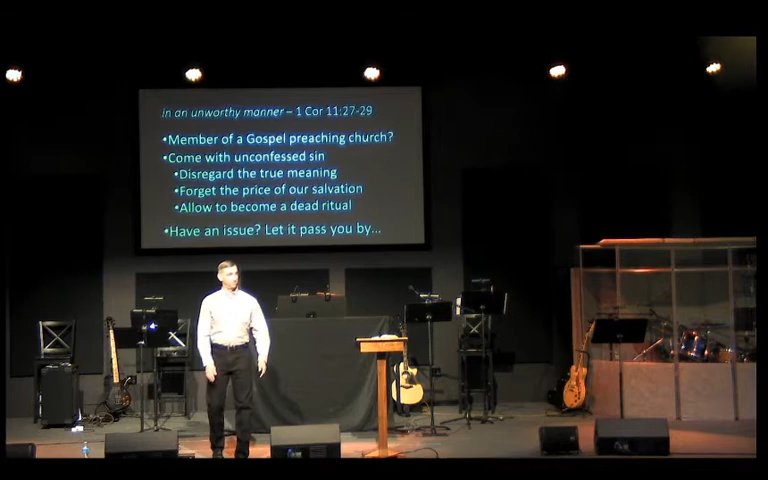 in an unworthy manner – 1 Cor 11:27-29
•Member of a Gospel preaching church?
•Come with unconfessed sin
•Disregard the true meaning
•Forget the price of our salvation
•Allow to become a dead ritual
•Have an issue? Let it pass you by...